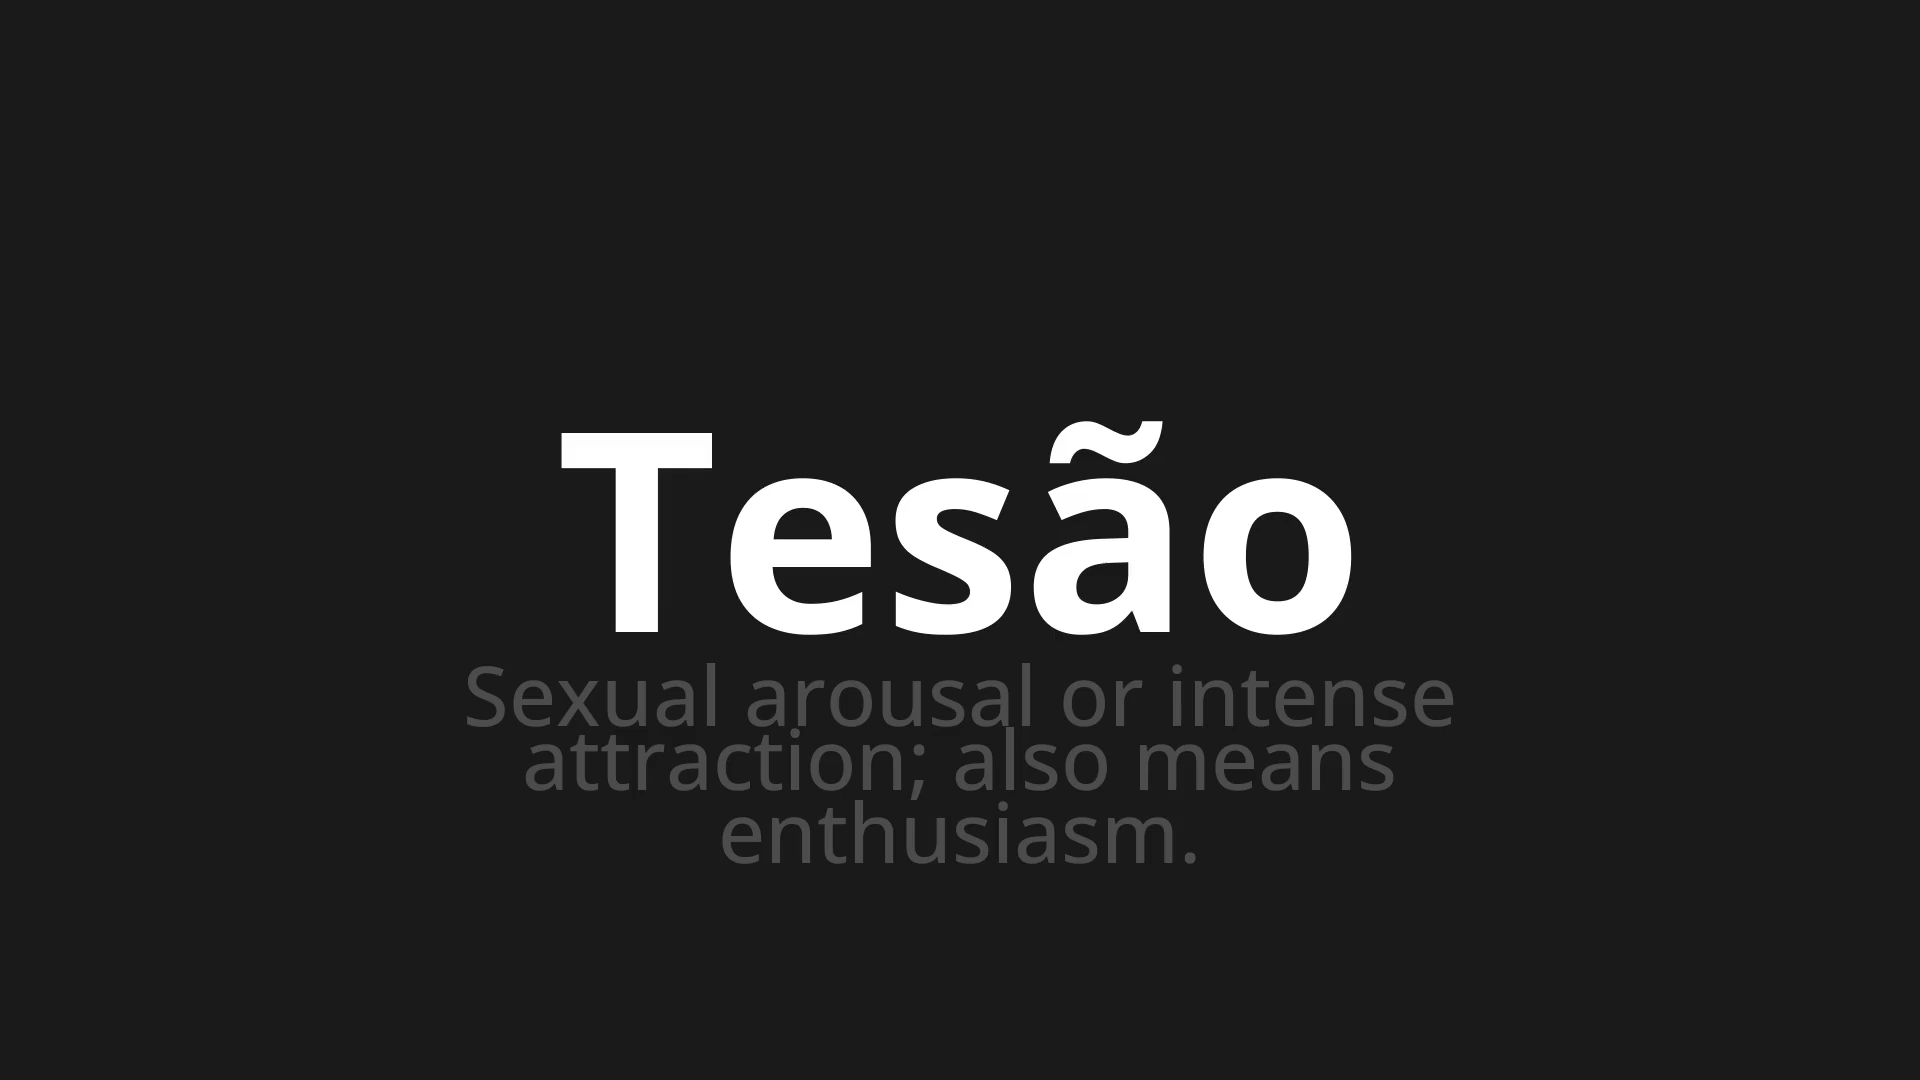 Tesão
Sexual arousal or intense
attraction; also means
enthusiasm.